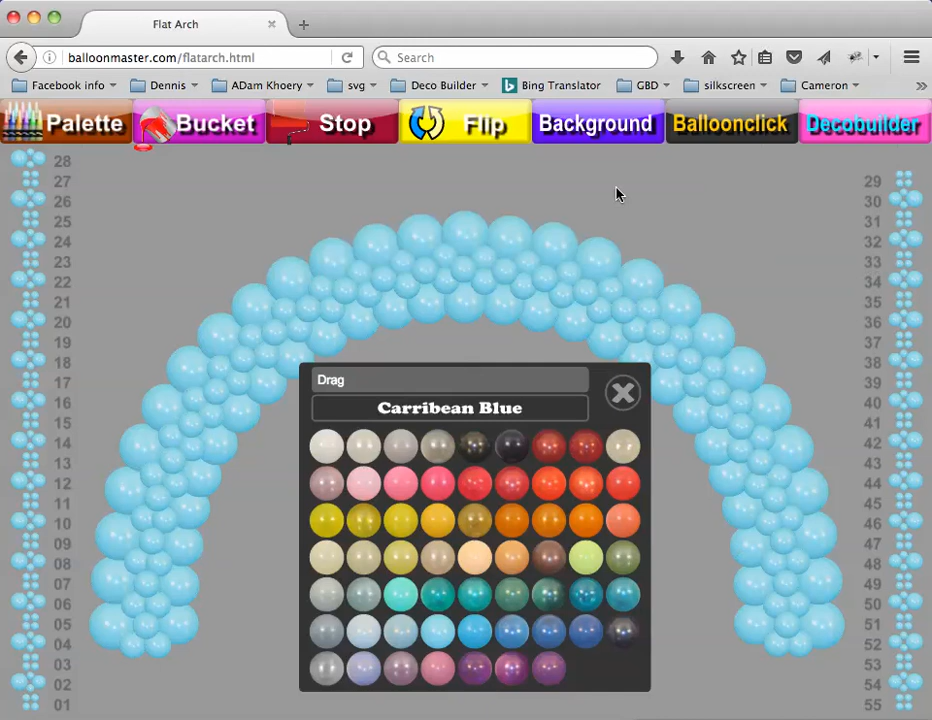 Flat Arch
balloonmaster.com/flatarch.html
Search
Facebook info
Dennis
ADam Khoery
svg
Deco Builder
Bing Translator
GBD
silkscreen
Cameron
Palette
Bucket
Stop
Flip
Background
Balloonclick
Decobuilder
28
27
26
25
24
23
22
21
20
19
18
17
16
15
14
13
12
11
10
09
08
07
06
05
04
03
02
01
Drag
Carribean Blue
29
30
31
32
33
34
35
36
37
38
39
40
41
42
43
44
45
46
47
48
49
50
51
52
53
54
55